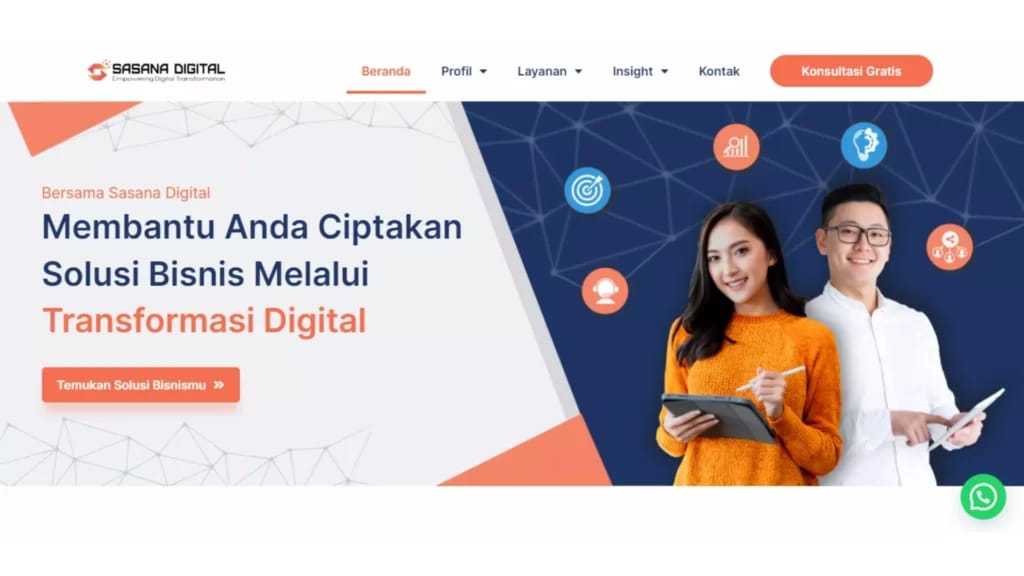 SASANA DIGITAL
Empowering Digital Transformation
Beranda
Profil
Layanan
Insight
Kontak
Konsultasi Gratis
Bersama Sasana Digital
Membantu Anda Ciptakan
Solusi Bisnis Melalui
Transformasi Digital
Temukan Solusi Bisnismu